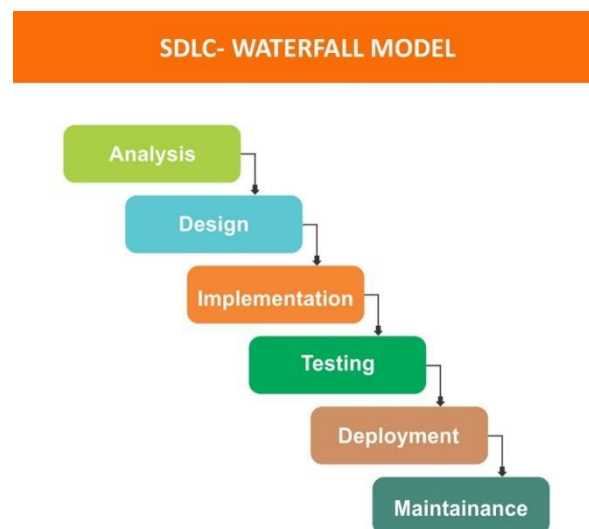 SDLC- WATERFALL MODEL
Analysis
Design
Implementation
Testing
Deployment
Maintainance